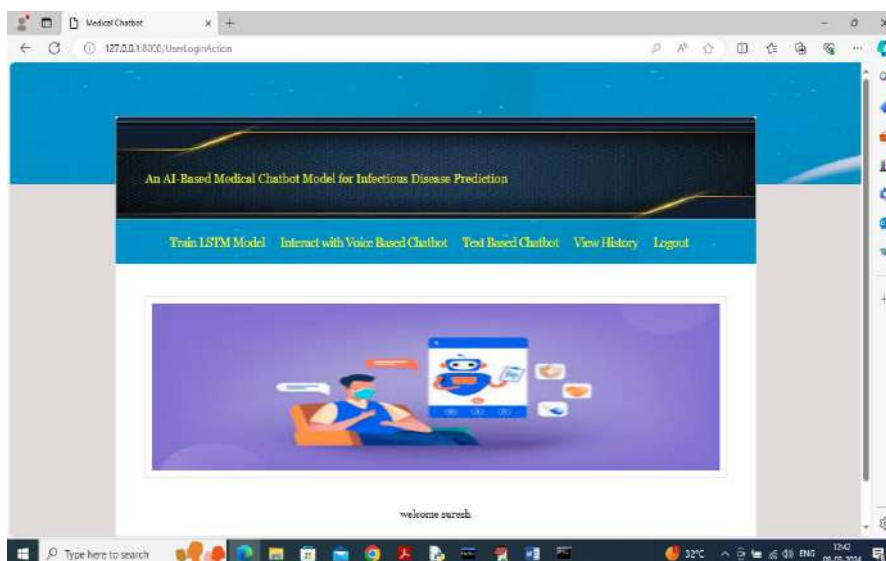 Medical Chatbot
127.0.0.1:8000/UserLoginAction
An AI-Based Medical Chatbot Model for Infectious Disease Prediction
Train LSTM Model Interact with Voice Based Chatbot Text Based Chatbot View History Logout
welcome suresh
Type here to search
32°C ENG 12:42